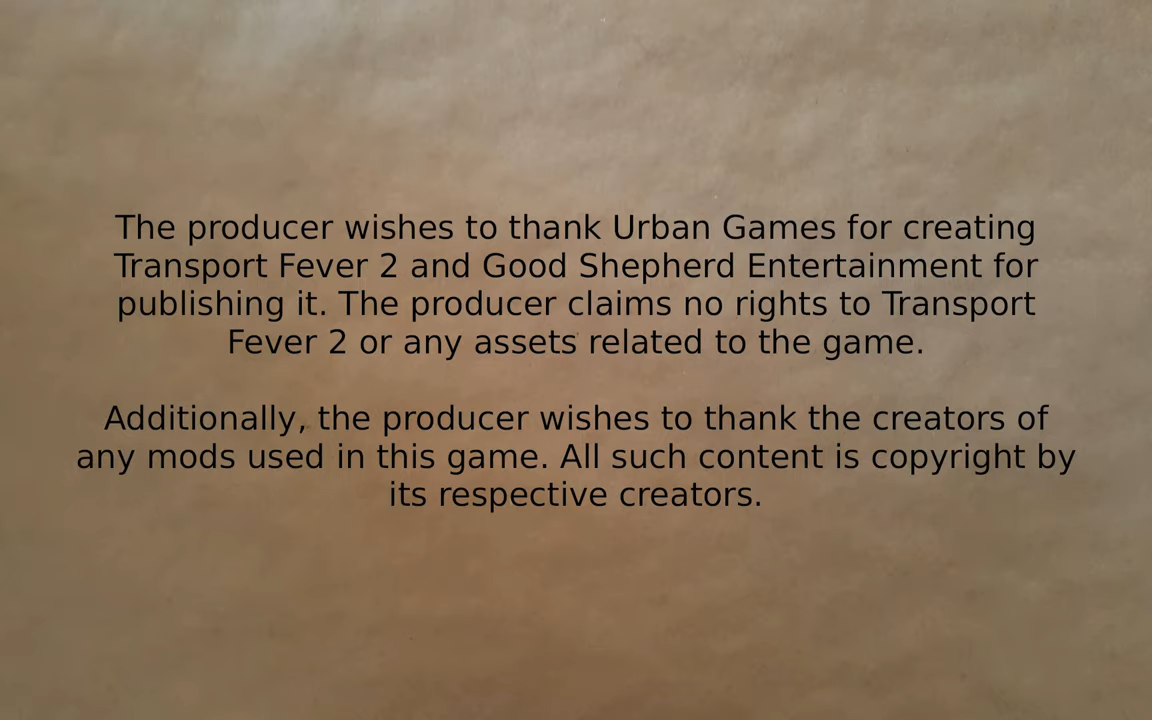 The producer wishes to thank Urban Games for creating
Transport Fever 2 and Good Shepherd Entertainment for
publishing it. The producer claims no rights to Transport
Fever 2 or any assets related to the game.
Additionally, the producer wishes to thank the creators of
any mods used in this game. All such content is copyright by
its respective creators.